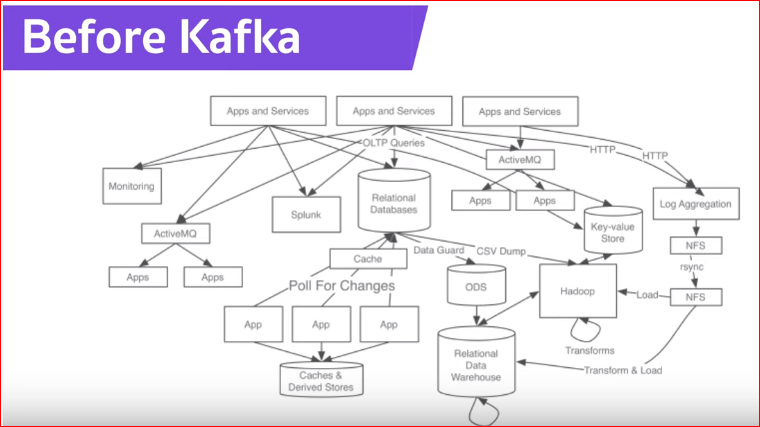 Before Kafka
Apps and Services
Apps and Services
Apps and Services
OLTP Queries
HTTP
HTTP
ActiveMQ
Monitoring
Splunk
Relational
Databases
Apps
Apps
Log Aggregation
ActiveMQ
Key-value
Store
NFS
Apps
Apps
Cache
Data Guard
CSV Dump
rsync
Poll For Changes
ODS
Hadoop
Load
NFS
App
App
App
Transforms
Relational
Data
Warehouse
Transform & Load
Caches &
Derived Stores